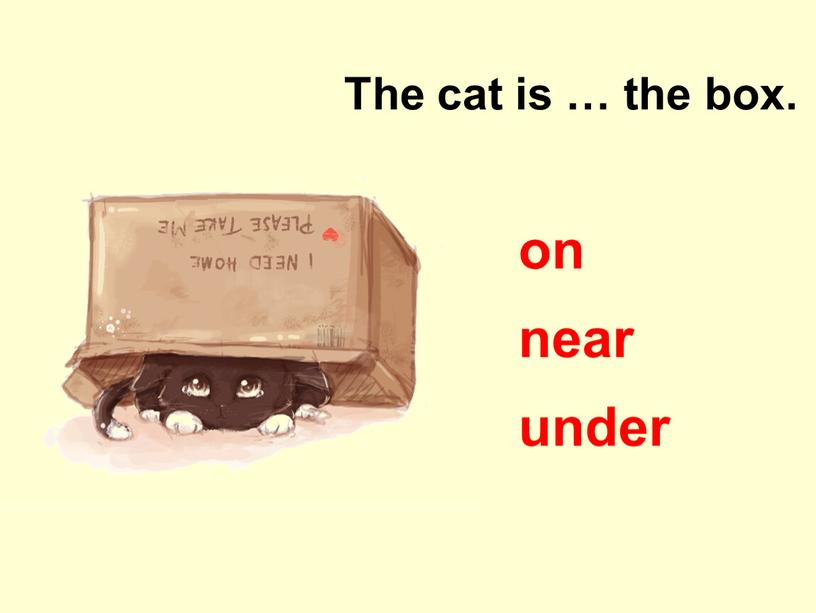 The cat is … the box.
PLEASE TAKE ME
I NEED HOME
on
near
under